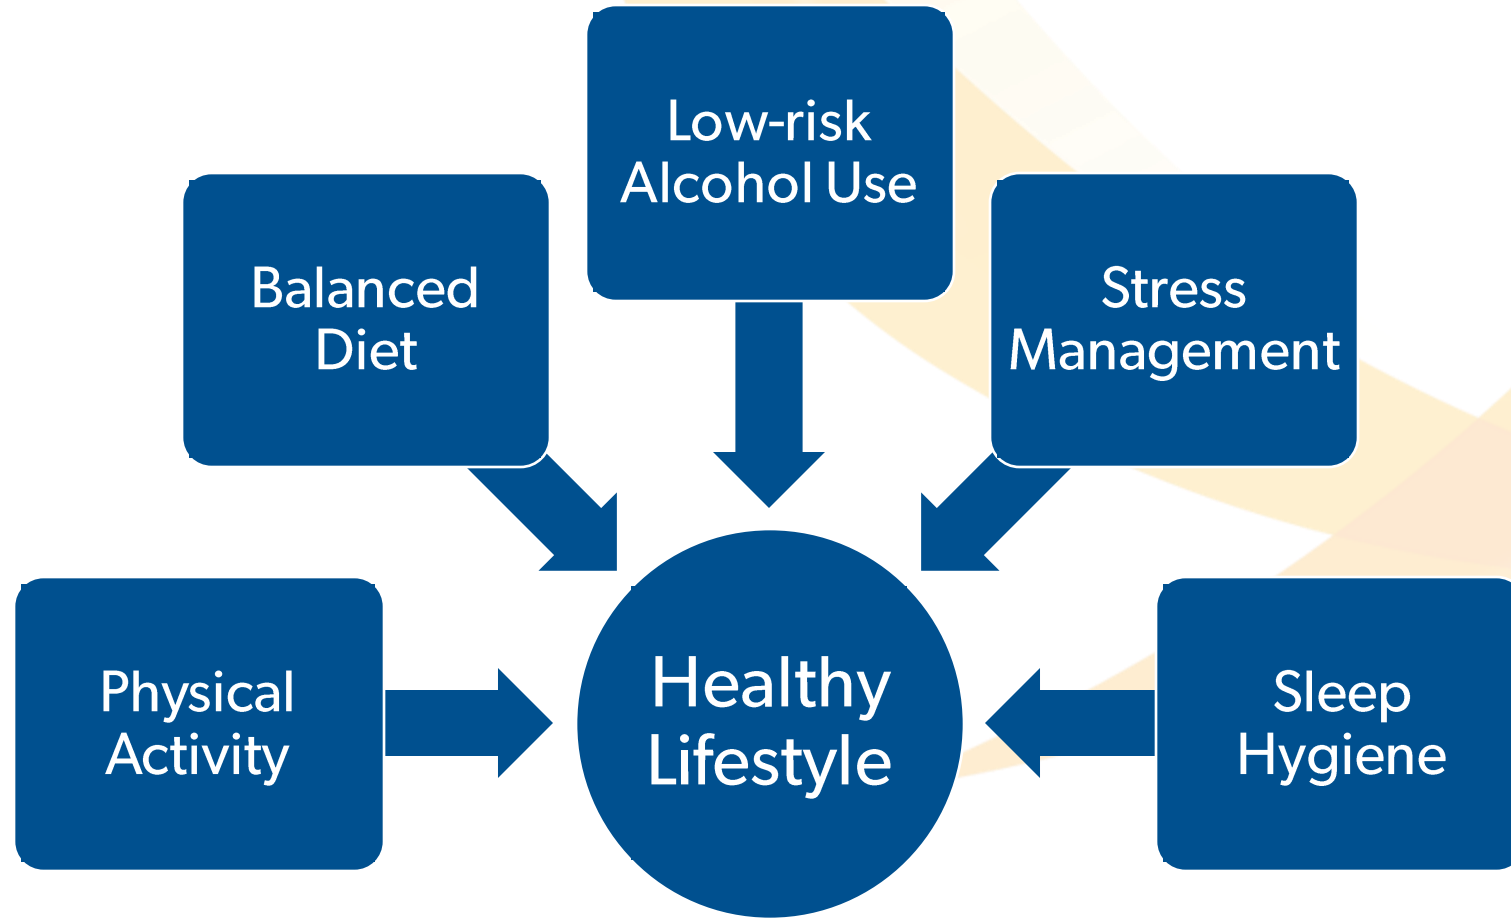 Low-risk
Alcohol Use
Balanced
Diet
Stress
Management
Physical
Activity
Healthy
Lifestyle
Sleep
Hygiene